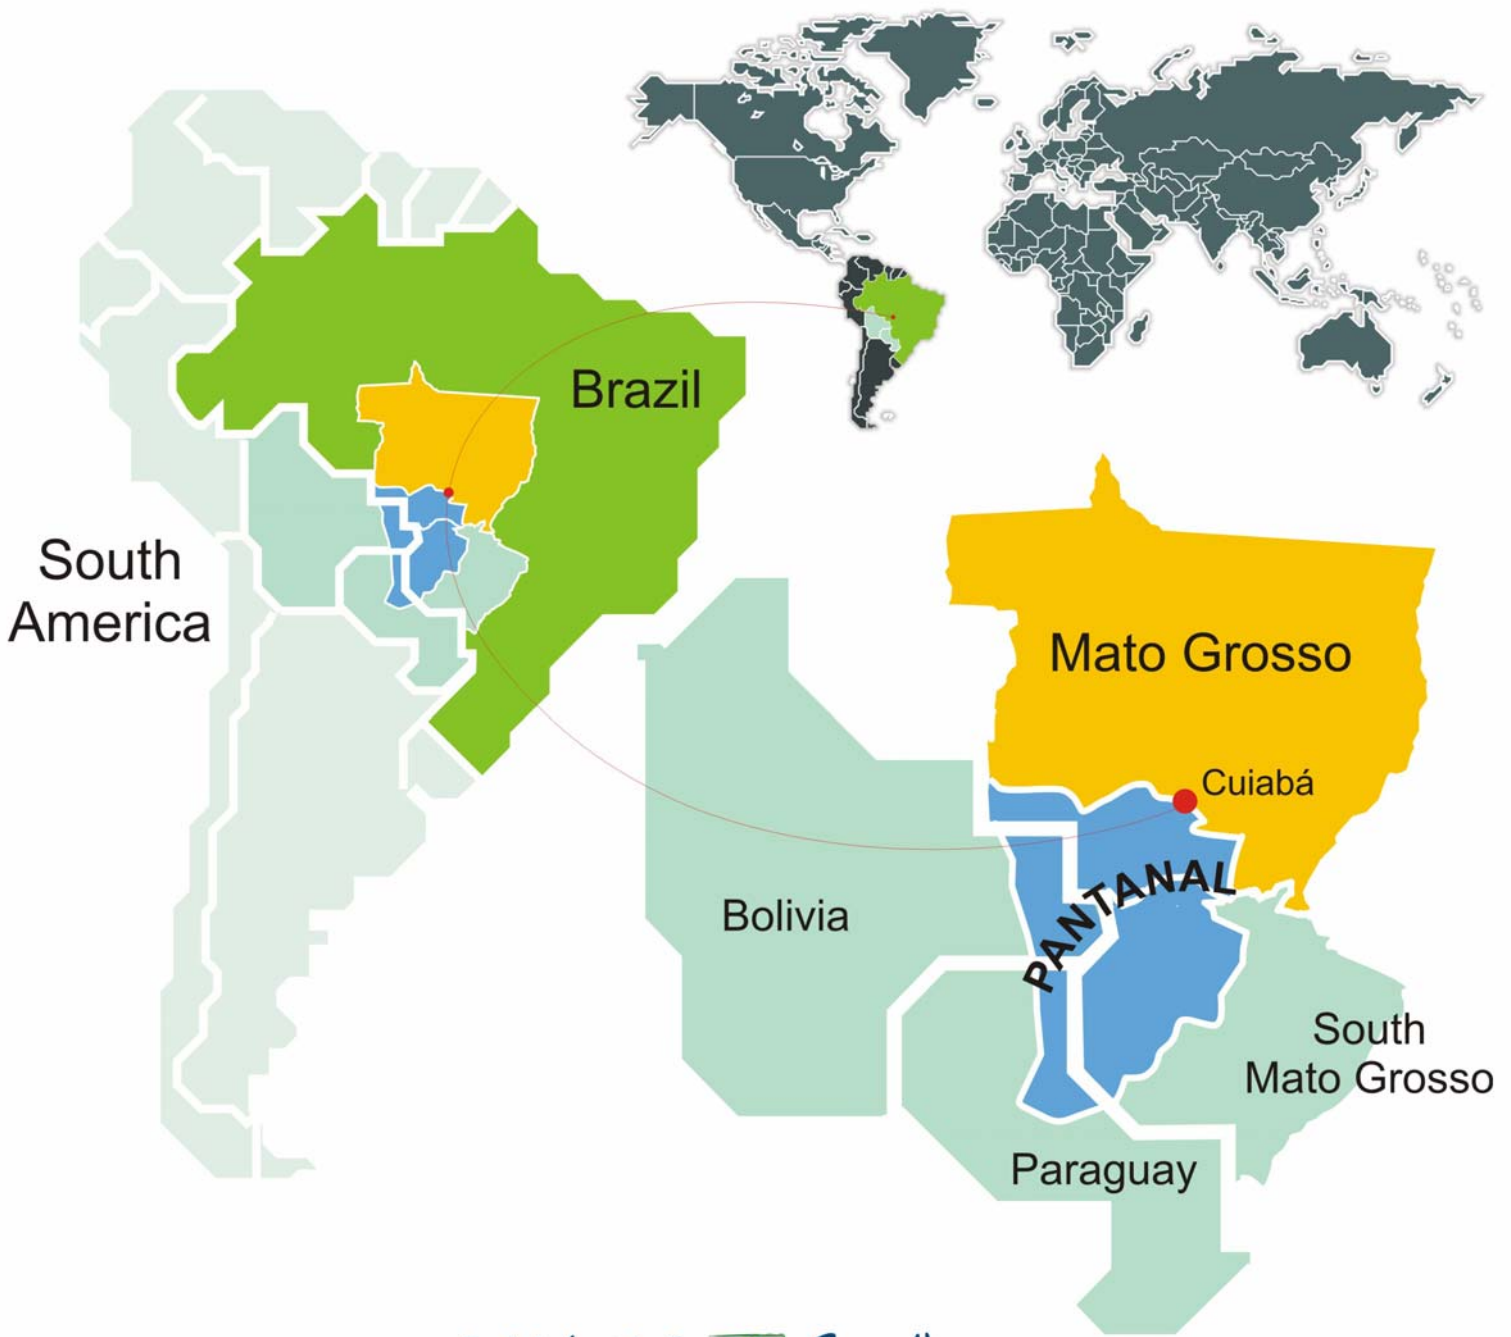 Brazil
South
America
Mato Grosso
Cuiabá
PANTANAL
Bolivia
South
Mato Grosso
Paraguay